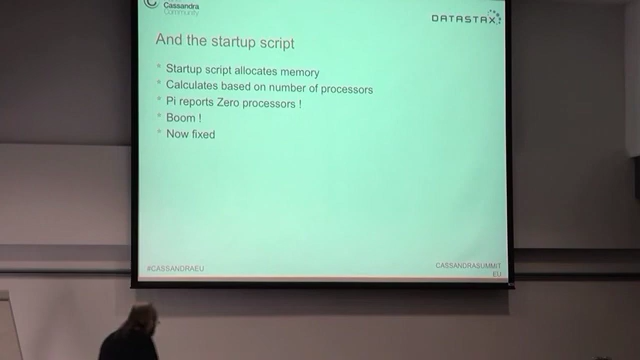 Cassandra
Community
DATASTAX
And the startup script
Startup script allocates memory
Calculates based on number of processors
Pi reports Zero processors !
Boom !
Now fixed
#CASSANDRAEU
CASSANDRASUMMIT
EU